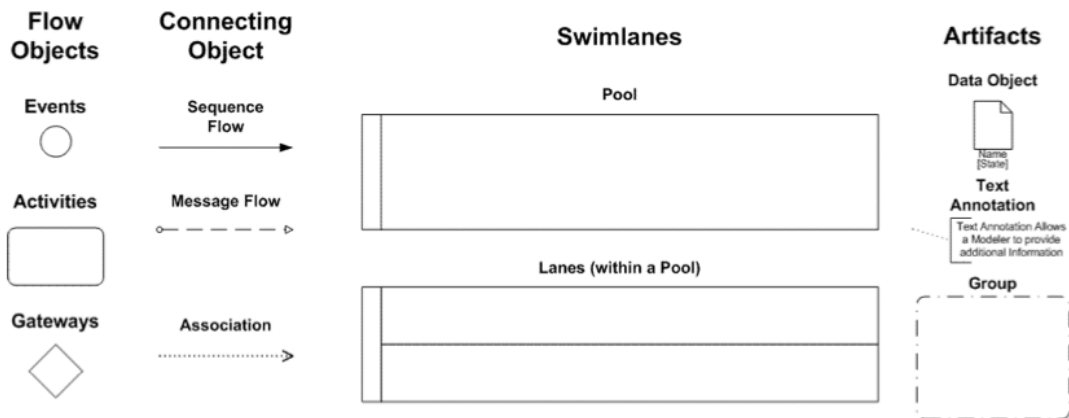 Flow
Objects
Events
Activities
Gateways
Connecting
Object
Sequence
Flow
Message Flow
Association
Swimlanes
Pool
Lanes (within a Pool)
Artifacts
Data Object
Name
[State]
Text
Annotation
Text Annotation Allows
a Modeler to provide
additional Information
Group